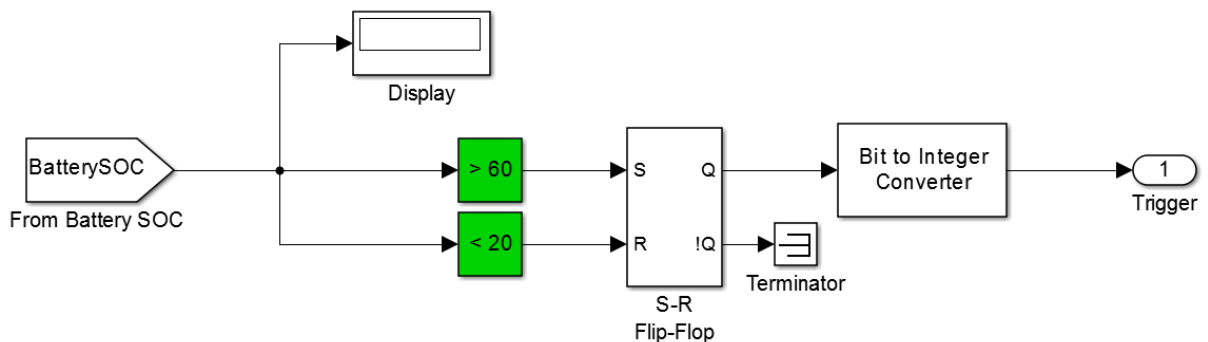 Display
BatterySOC
From Battery SOC
> 60
< 20
S
Q
R
!Q
S-R
Flip-Flop
Bit to Integer
Converter
Terminator
1
Trigger